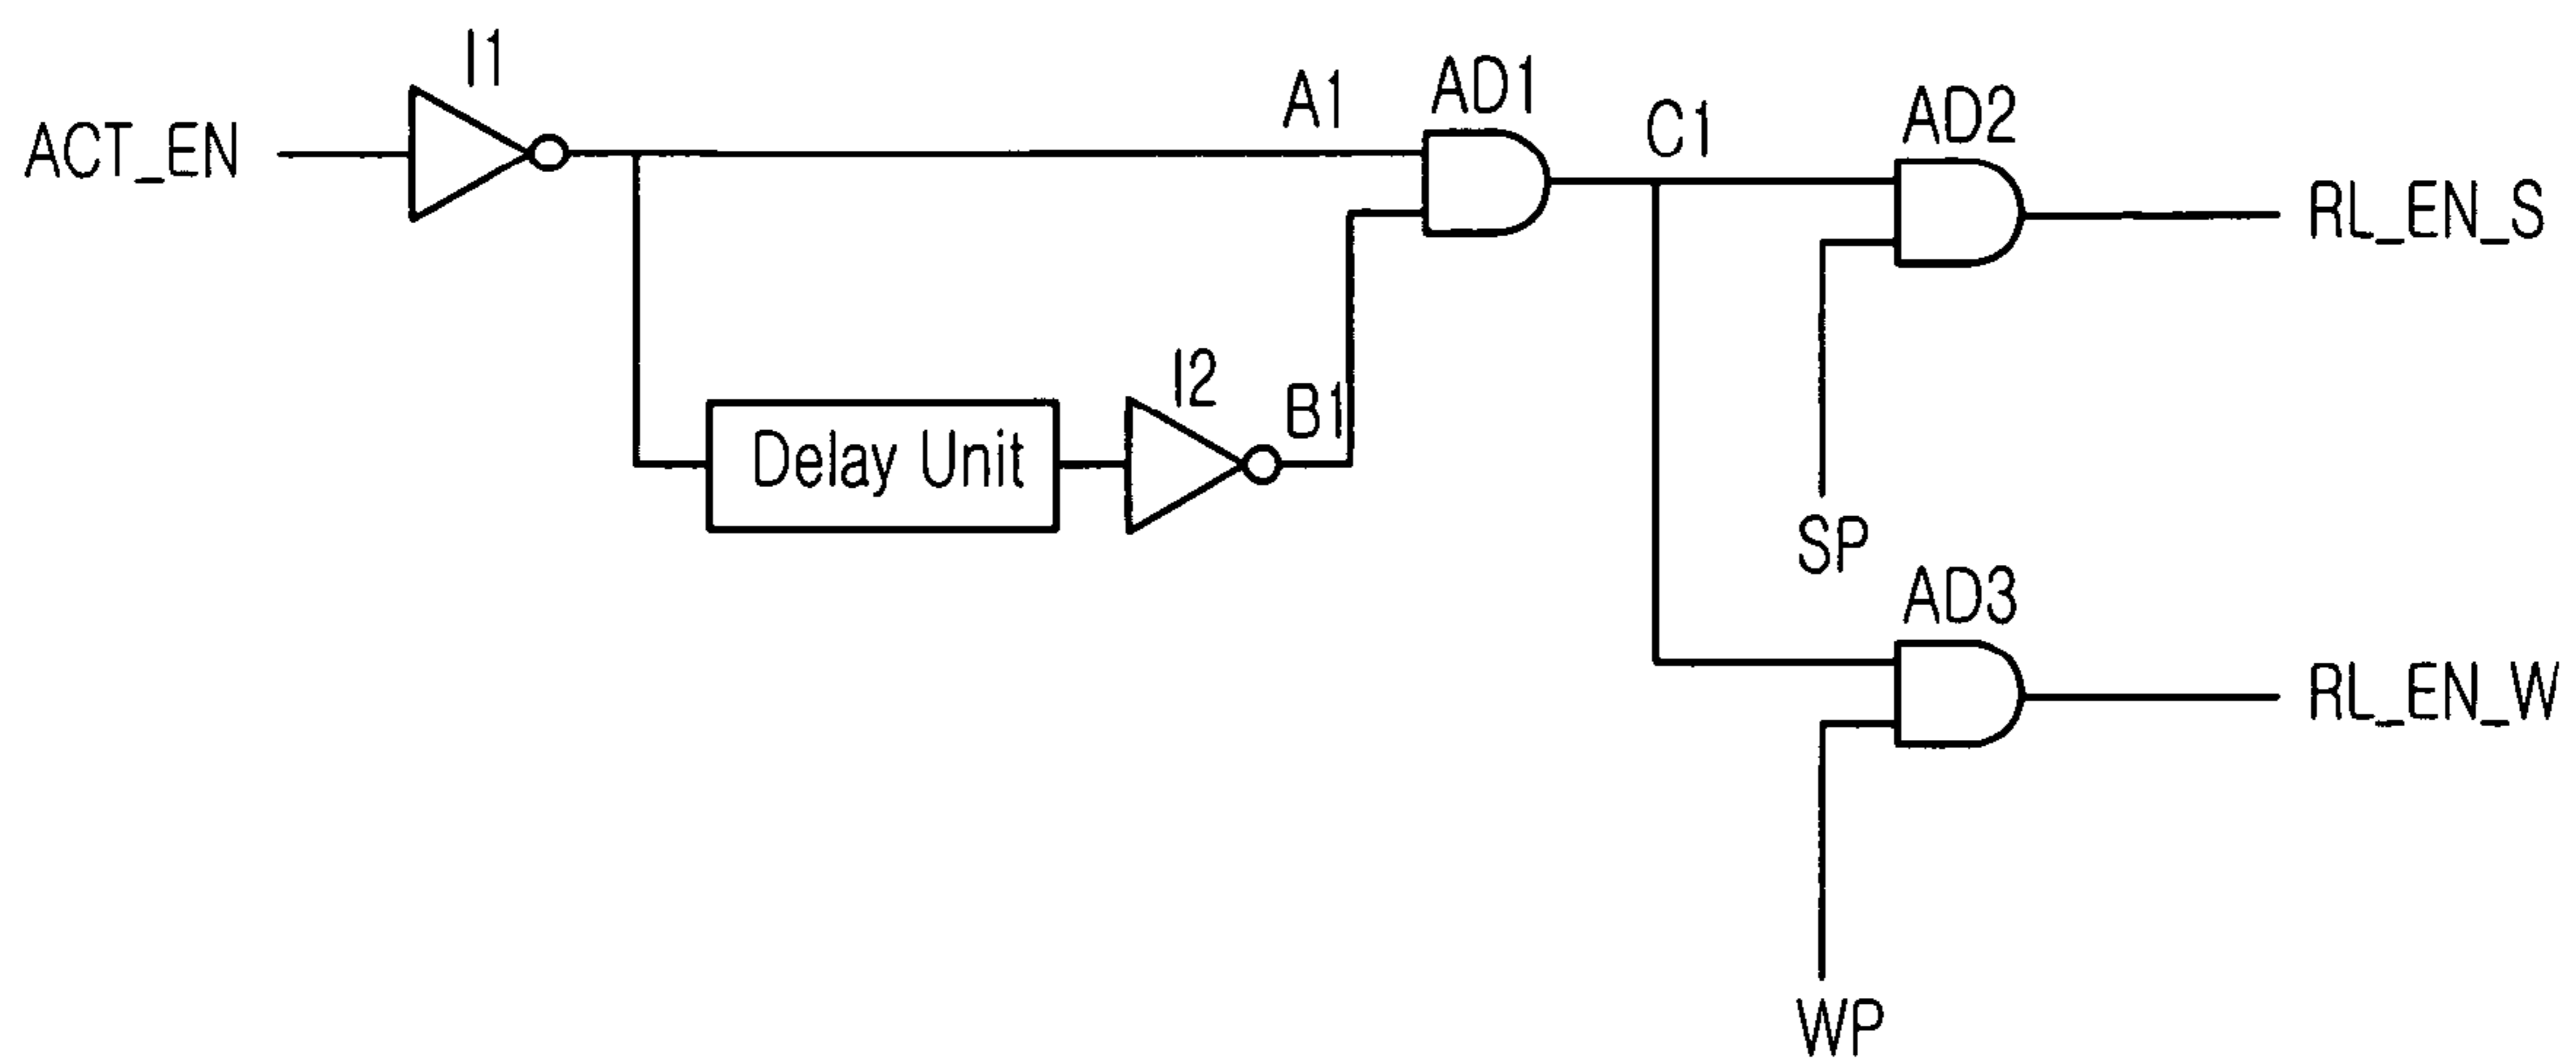 I1
ACT_EN
A1
AD1
C1
AD2
RL_EN_S
I2
B1
Delay Unit
SP
AD3
RL_EN_W
WP